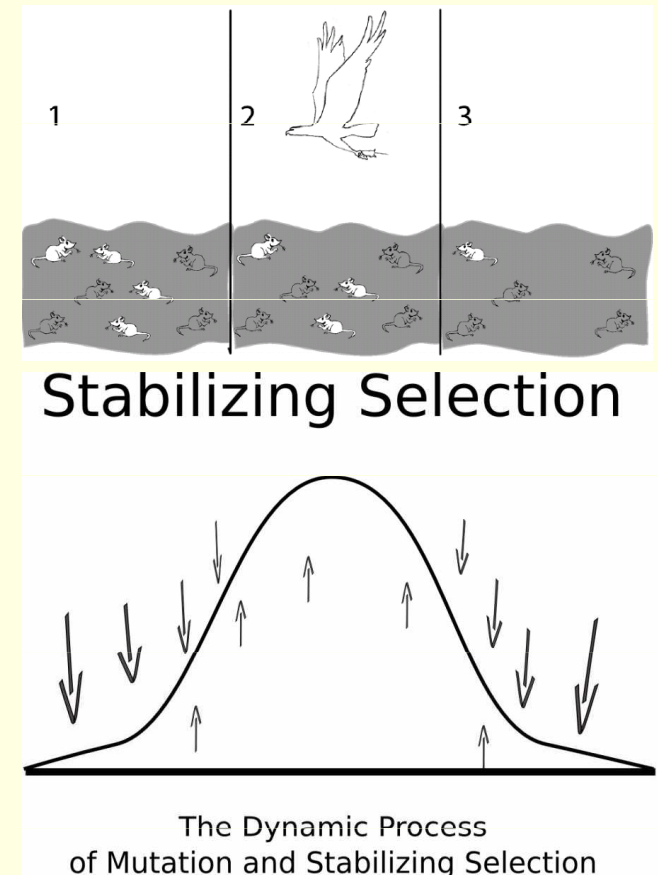 1 2 3
Stabilizing Selection
The Dynamic Process
of Mutation and Stabilizing Selection